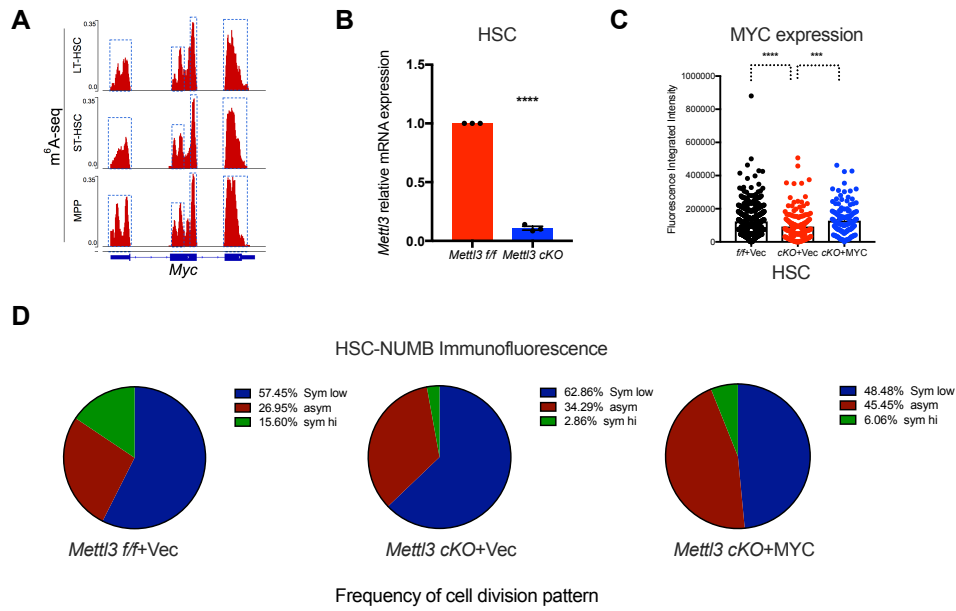 A
m6A-seq
LT-HSC
0.35
0.0
ST-HSC
0.35
0.0
MPP
0.35
0.0
Myc
B
HSC
Mettl3 relative mRNA expression
1.5
1.0
0.5
0.0
****
Mettl3 f/f Mettl3 cKO
C
MYC expression
**** ***
Fluorescence Integrated Intensity
1000000
800000
600000
400000
200000
0
f/f+Vec cKO+Vec cKO+MYC
HSC
D
HSC-NUMB Immunofluorescence
57.45% Sym low
26.95% asym
15.60% sym hi
Mettl3 f/f+Vec
62.86% Sym low
34.29% asym
2.86% sym hi
Mettl3 cKO+Vec
48.48% Sym low
45.45% asym
6.06% sym hi
Mettl3 cKO+MYC
Frequency of cell division pattern